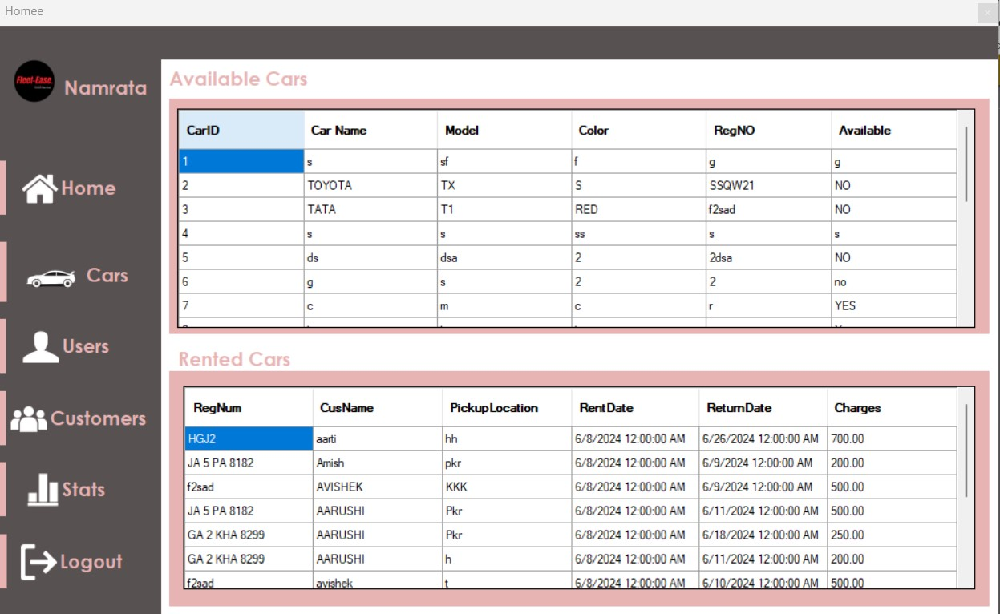 Homee
Fleet-Ease.
Namrata
Home
Cars
Users
Customers
Stats
Logout
Available Cars
CarID Car Name Model Color RegNO Available
1 s sf f g g
2 TOYOTA TX S SSQW21 NO
3 TATA T1 RED f2sad NO
4 s s ss s s
5 ds dsa 2 2dsa NO
6 g s 2 2 no
7 c m c r YES
Rented Cars
RegNum CusName PickupLocation RentDate ReturnDate Charges
HGJ2 aarti hh 6/8/2024 12:00:00 AM 6/26/2024 12:00:00 AM 700.00
JA 5 PA 8182 Amish pkr 6/8/2024 12:00:00 AM 6/9/2024 12:00:00 AM 200.00
f2sad AVISHEK KKK 6/8/2024 12:00:00 AM 6/9/2024 12:00:00 AM 500.00
JA 5 PA 8182 AARUSHI Pkr 6/8/2024 12:00:00 AM 6/11/2024 12:00:00 AM 500.00
GA 2 KHA 8299 AARUSHI Pkr 6/8/2024 12:00:00 AM 6/18/2024 12:00:00 AM 250.00
GA 2 KHA 8299 AARUSHI h 6/8/2024 12:00:00 AM 6/11/2024 12:00:00 AM 200.00
f2sad avishek t 6/8/2024 12:00:00 AM 6/10/2024 12:00:00 AM 500.00